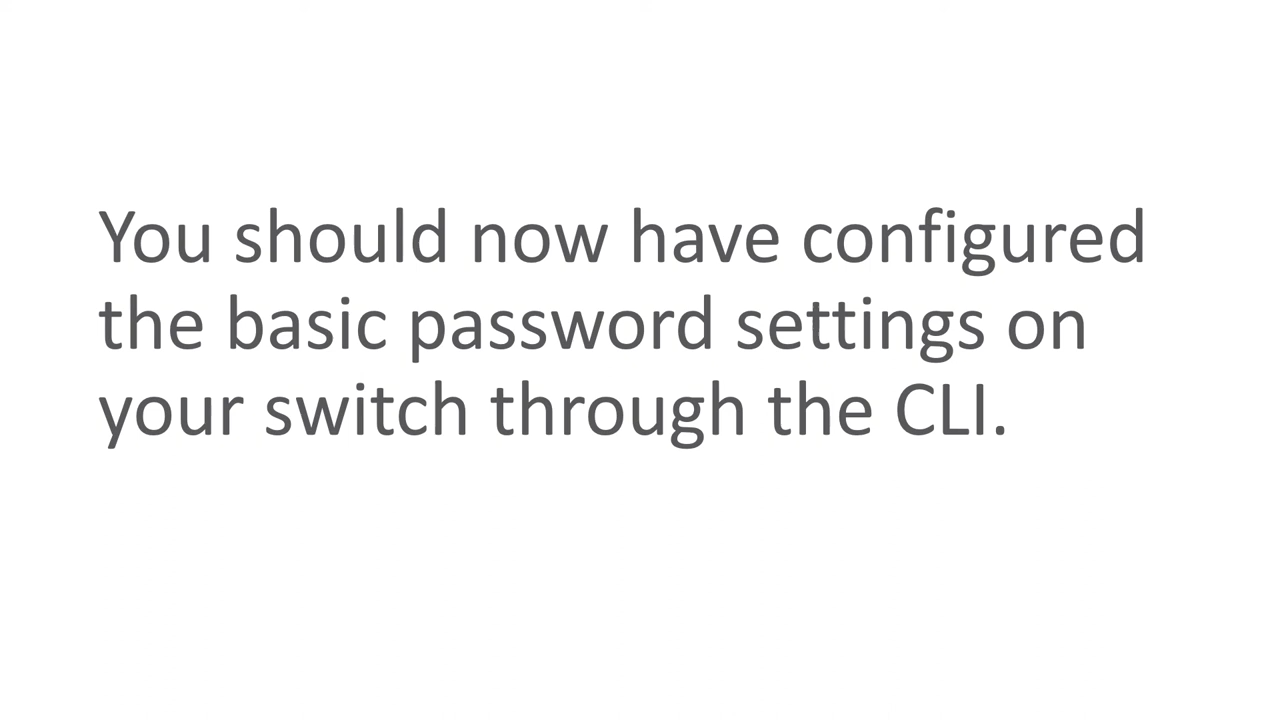 You should now have configured
the basic password settings on
your switch through the CLI.